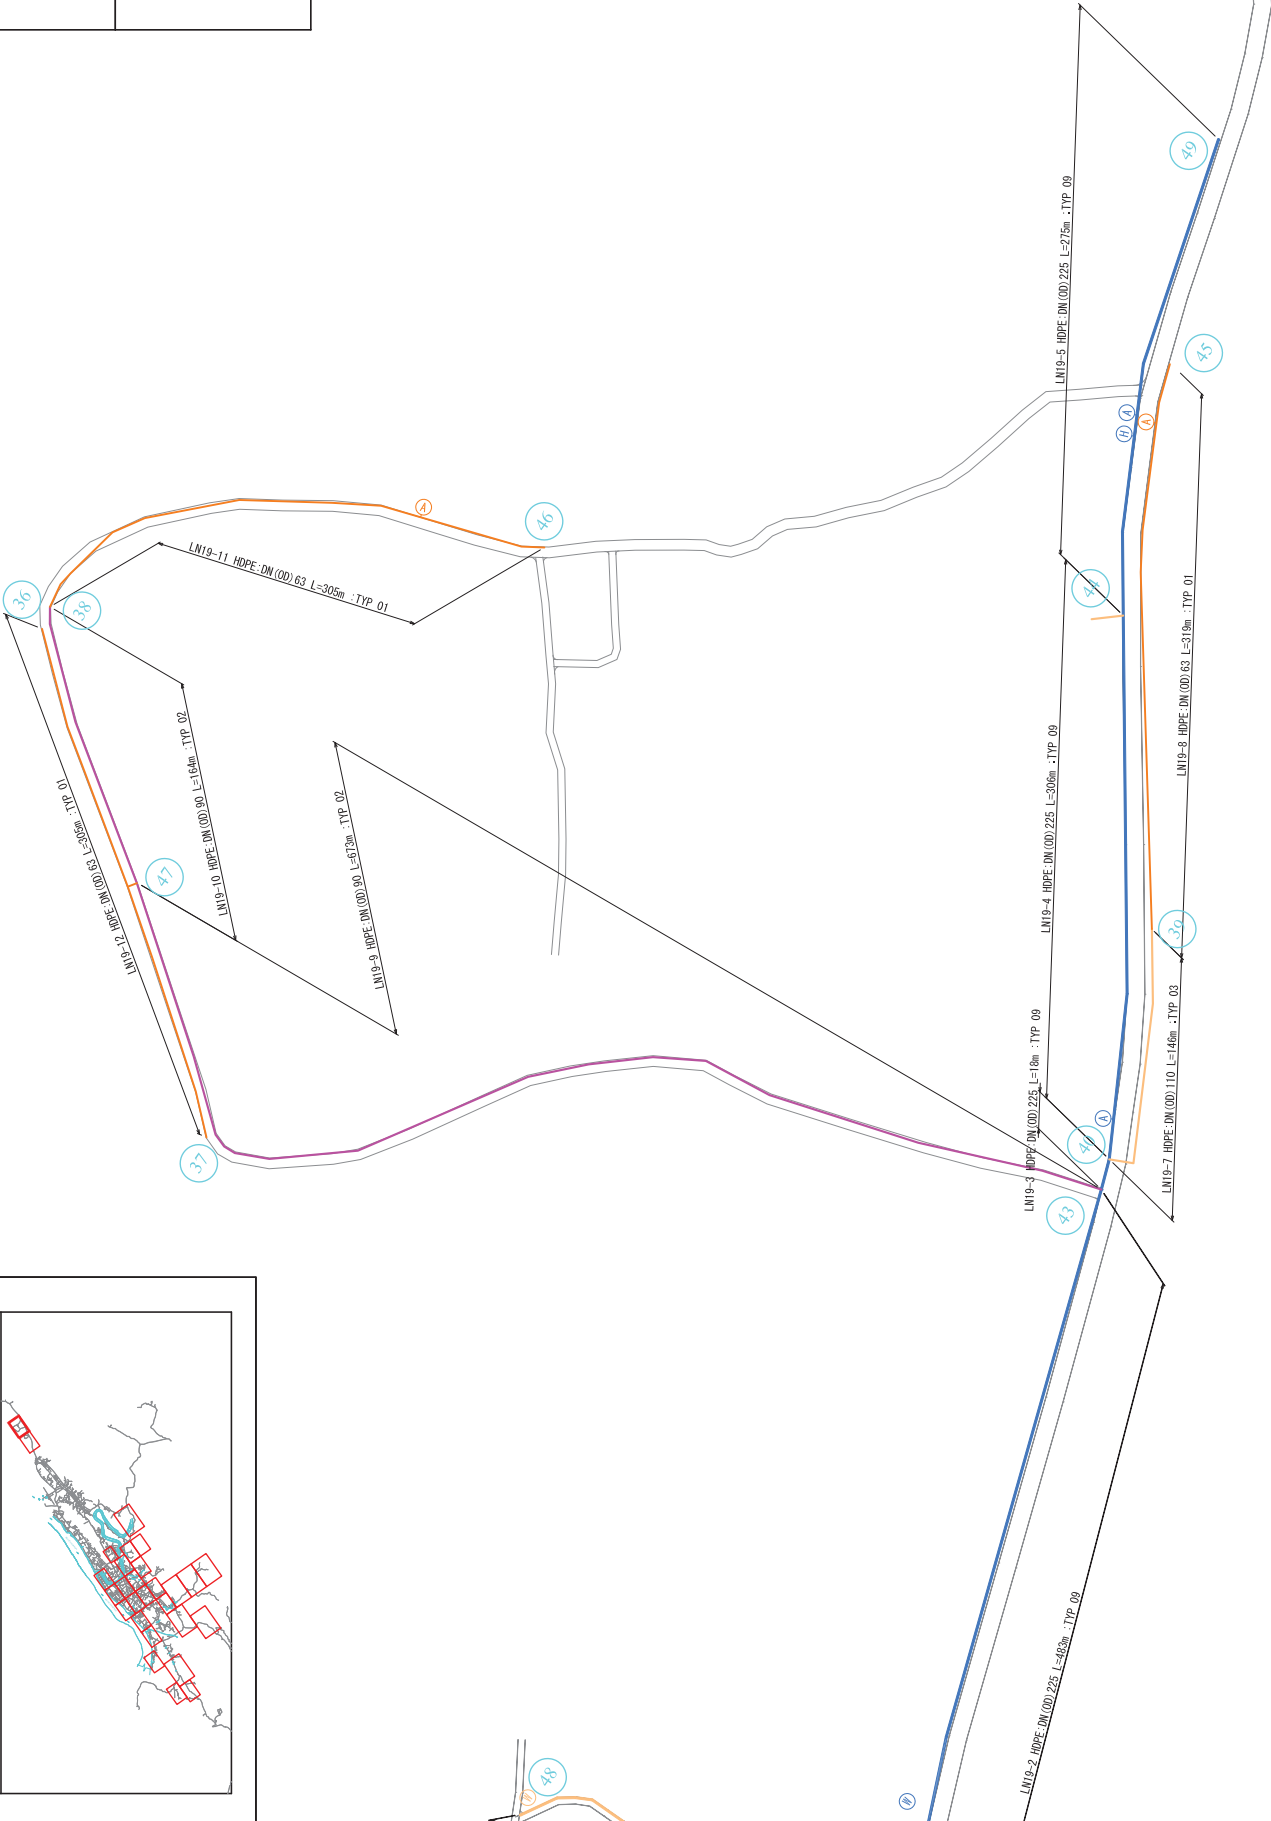 49
LN19-5 HDPE:DN(OD)225 L=275m :TYP 09
45
A
H
A
A
46
LN19-11 HDPE:DN(OD)63 L=305m :TYP 01
36
38
44
LN19-8 HDPE:DN(OD)63 L=319m :TYP 01
LN19-10 HDPE:DN(OD)90 L=164m :TYP 02
LN19-12 HDPE:DN(OD)63 L=305m :TYP 01
LN19-9 HDPE:DN(OD)90 L=673m :TYP 02
LN19-4 HDPE:DN(OD)225 L=306m :TYP 09
47
39
LN19-3 HDPE:DN(OD)225 L=18m :TYP 09
LN19-7 HDPE:DN(OD)110 L=146m :TYP 03
A
37
43
LN19-2 HDPE:DN(OD)225 L=483m :TYP 09
48
W
W